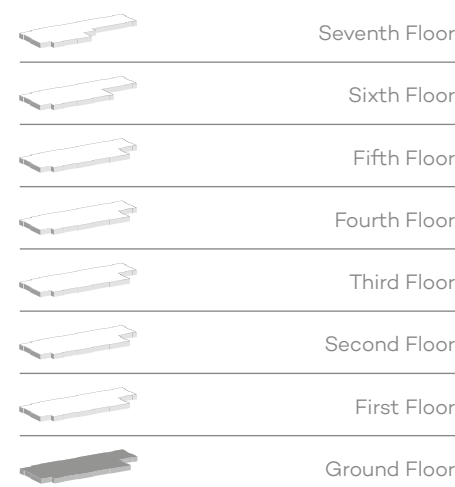 Seventh Floor
Sixth Floor
Fifth Floor
Fourth Floor
Third Floor
Second Floor
First Floor
Ground Floor